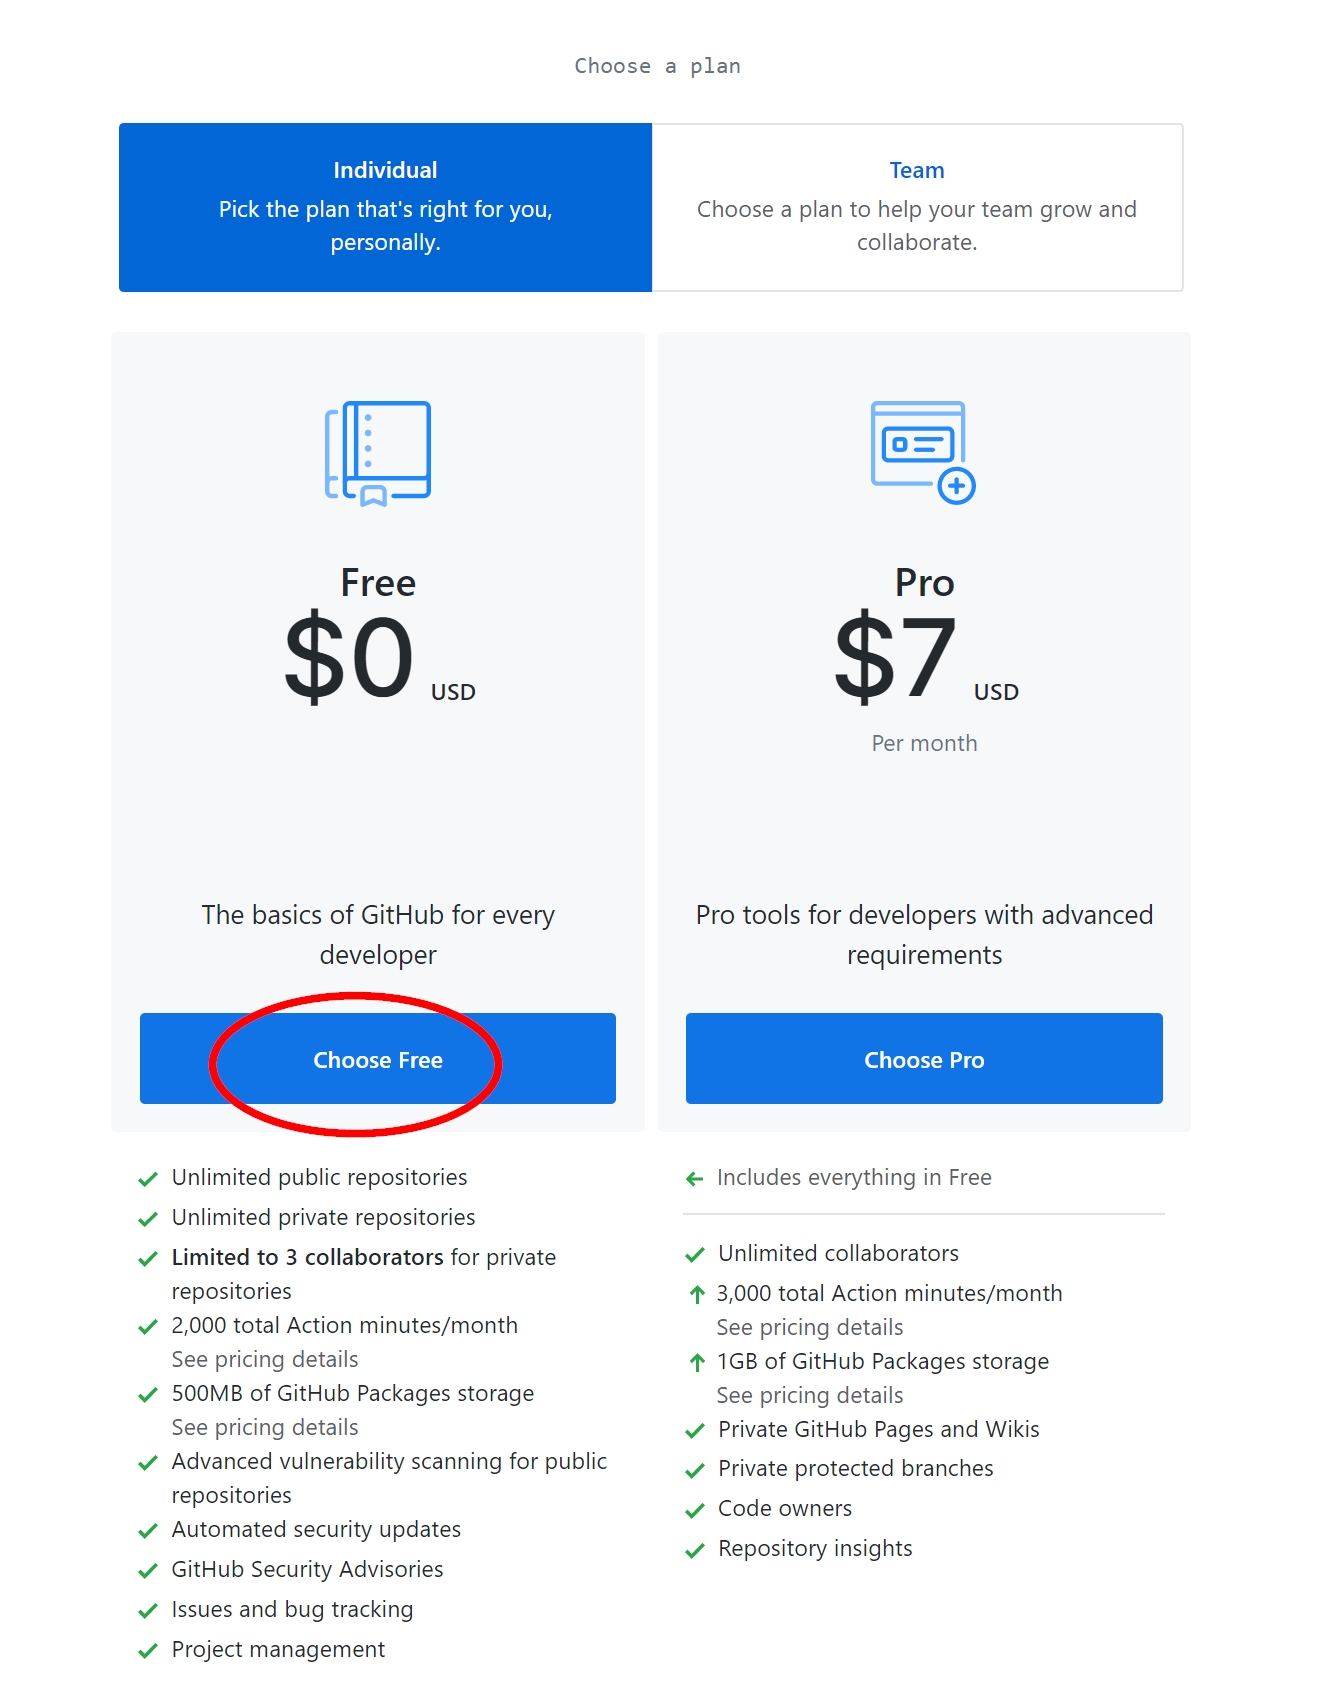 Choose a plan
Individual
Pick the plan that's right for you,
personally.
Team
Choose a plan to help your team grow and
collaborate.
Free
$0 USD
The basics of GitHub for every
developer
Choose Free
Unlimited public repositories
Unlimited private repositories
Limited to 3 collaborators for private
repositories
2,000 total Action minutes/month
See pricing details
500MB of GitHub Packages storage
See pricing details
Advanced vulnerability scanning for public
repositories
Automated security updates
GitHub Security Advisories
Issues and bug tracking
Project management
Pro
$7 USD
Per month
Pro tools for developers with advanced
requirements
Choose Pro
Includes everything in Free
Unlimited collaborators
3,000 total Action minutes/month
See pricing details
1GB of GitHub Packages storage
See pricing details
Private GitHub Pages and Wikis
Private protected branches
Code owners
Repository insights